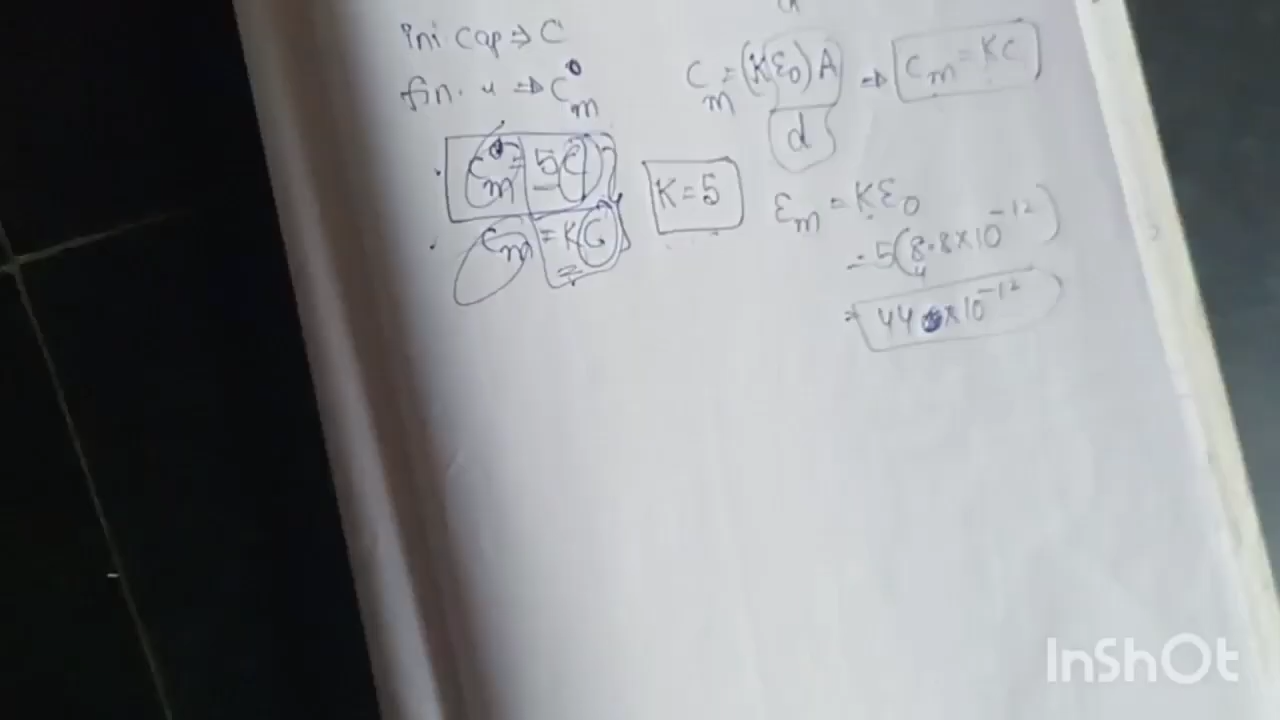 ini cap ⇒ C
fin. " ⇒ Cm
Cm = 5C
Cm = KC
K = 5
Cm = (Kε0)A / d ⇒ Cm = KC
εm = Kε0
= 5(8.8×10^-12)
= 44×10^-12
InShOt